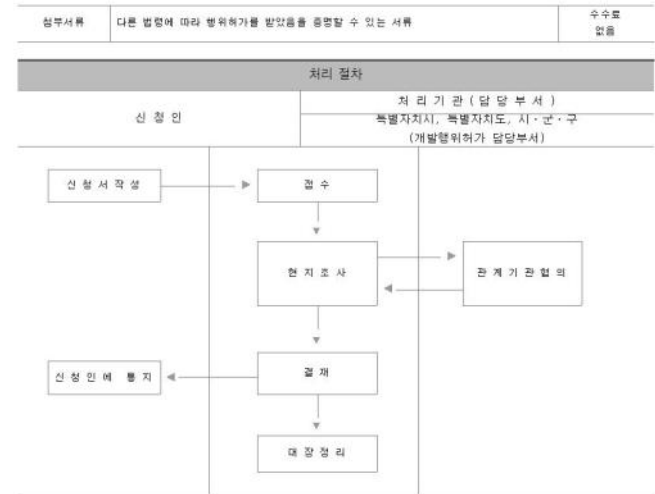 첨부서류
다른 법령에 따라 행위허가를 받았음을 증명할 수 있는 서류
수수료
없음
처리 절차
신 청 인
처 리 기 관 ( 담 당 부 서 )
특별자치시, 특별자치도, 시·군·구
(개발행위허가 담당부서)
신 청 서 작 성
접 수
현 지 조 사
관 계 기 관 협 의
신 청 인 에 통 지
결 재
대 장 정 리